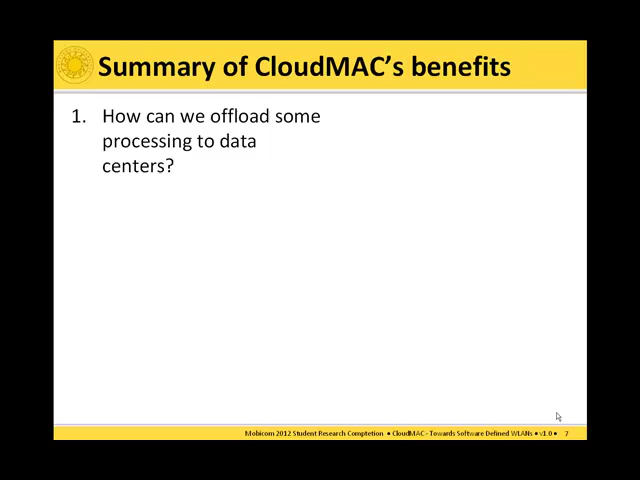 Summary of CloudMAC's benefits
1. How can we offload some
processing to data
centers?
Mobicom 2012 Student Research Comptetion ● CloudMAC - Towards Software Defined WLANs ● v1.0 ● 7